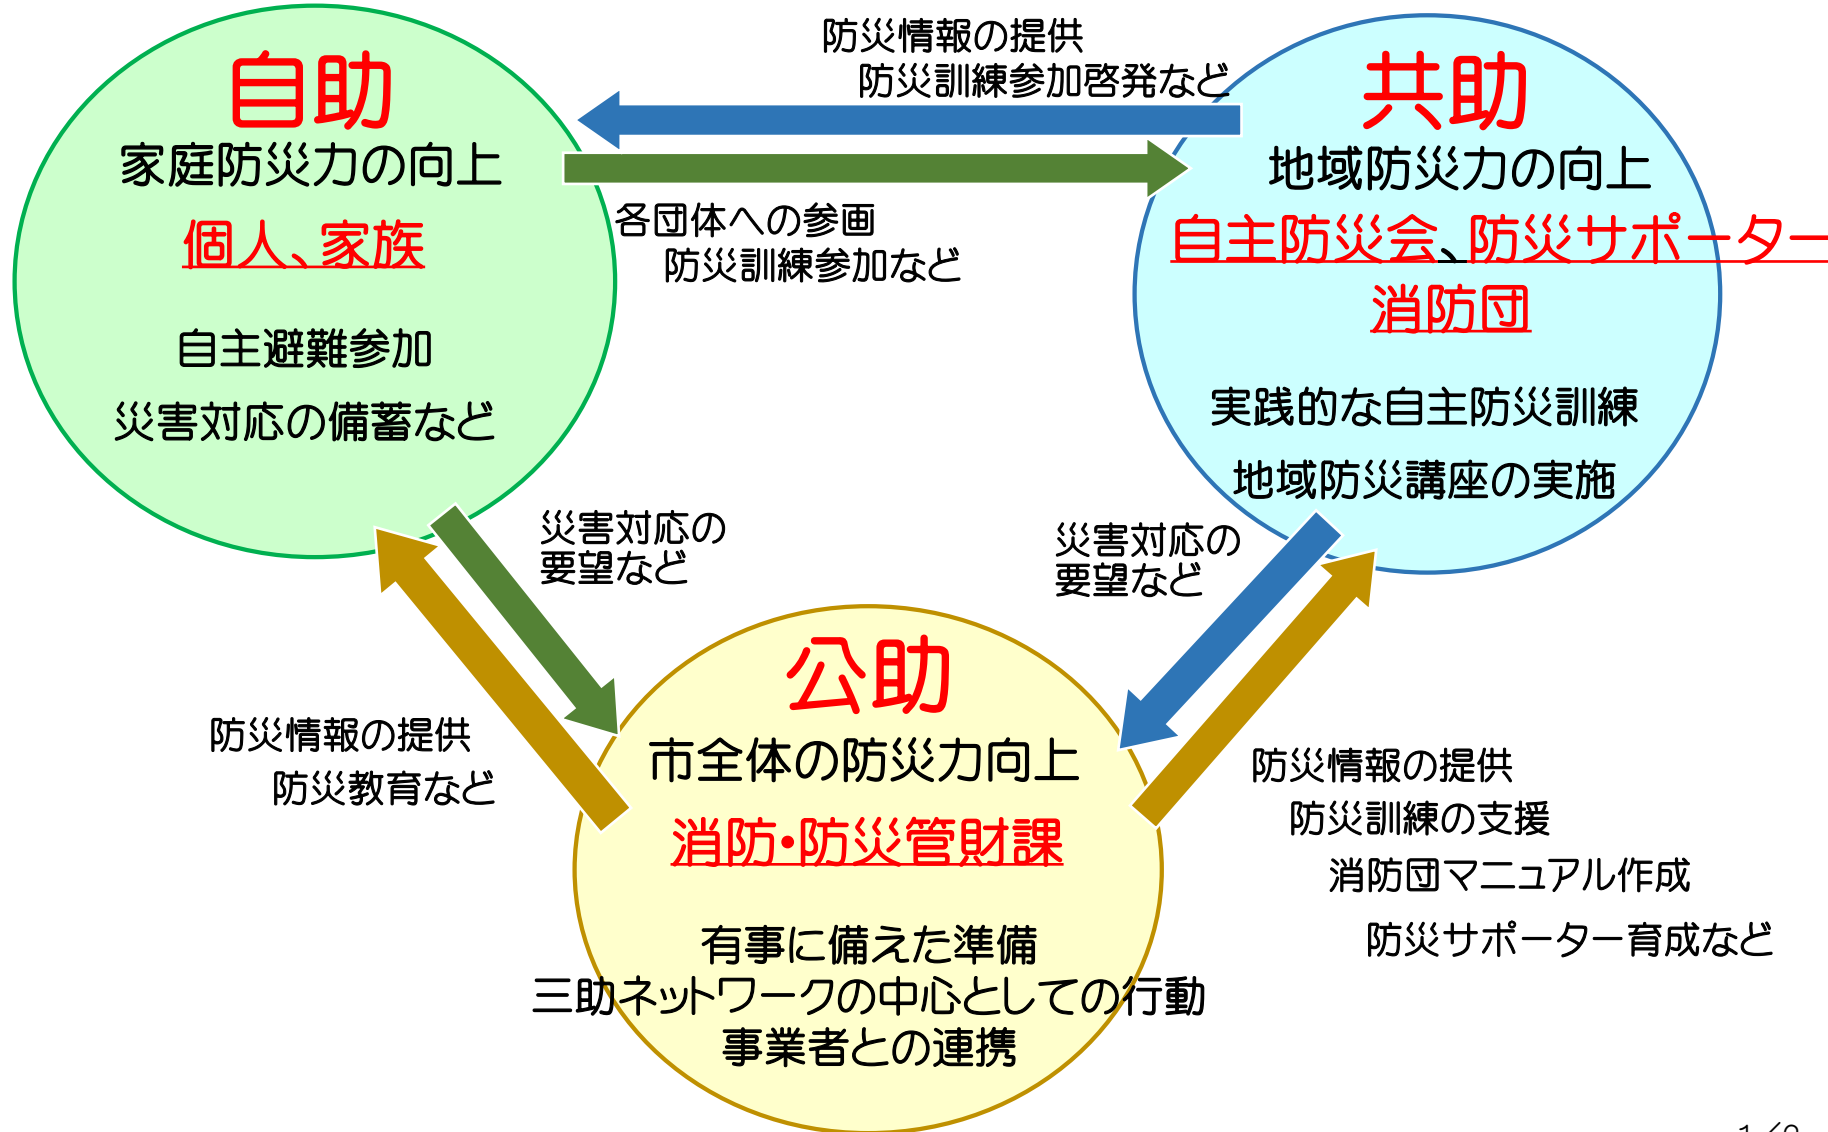 自助
家庭防災力の向上
個人、家族
自主避難参加
災害対応の備蓄など
防災情報の提供
防災訓練参加啓発など
各団体への参画
防災訓練参加など
共助
地域防災力の向上
自主防災会、防災サポーター
消防団
実践的な自主防災訓練
地域防災講座の実施
災害対応の
要望など
災害対応の
要望など
防災情報の提供
防災教育など
公助
市全体の防災力向上
消防・防災管財課
有事に備えた準備
三助ネットワークの中心としての行動
事業者との連携
防災情報の提供
防災訓練の支援
消防団マニュアル作成
防災サポーター育成など